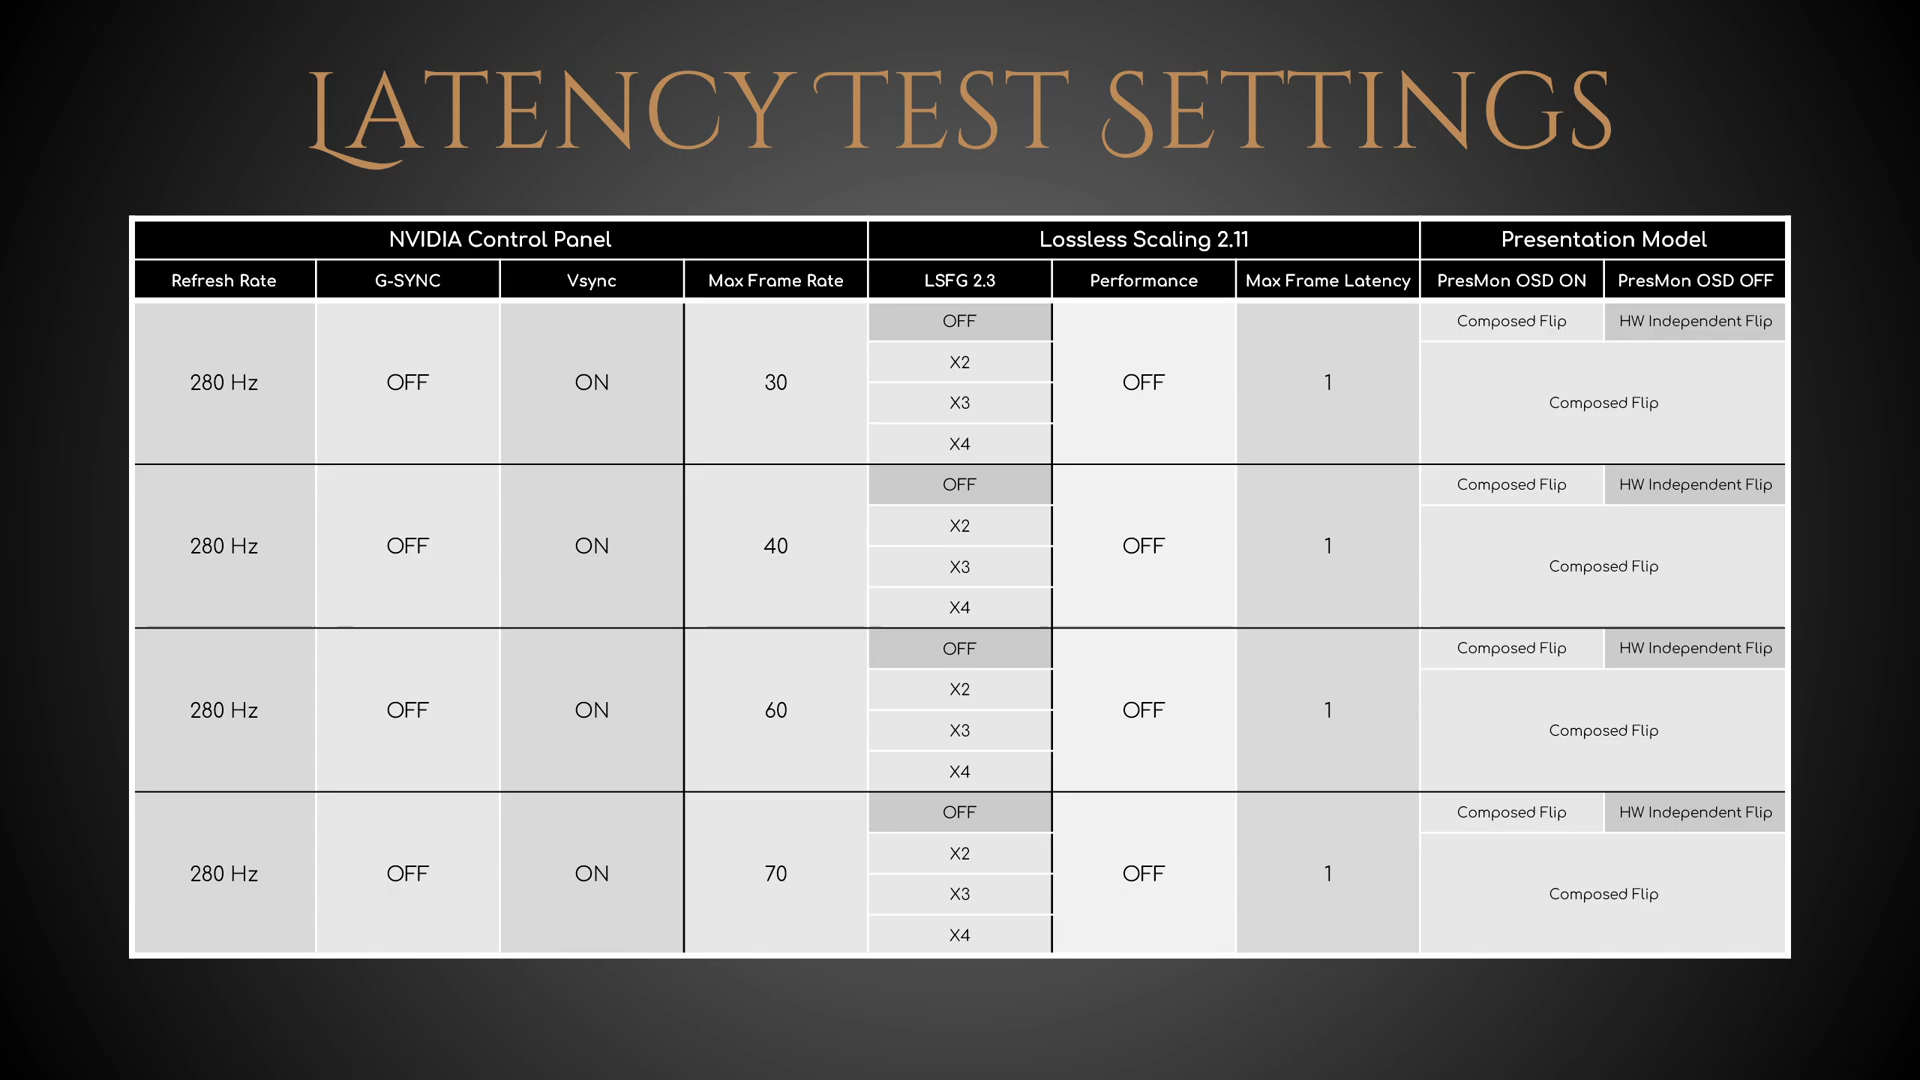 LATENCY TEST SETTINGS
NVIDIA Control Panel Lossless Scaling 2.11 Presentation Model
Refresh Rate G-SYNC Vsync Max Frame Rate LSFG 2.3 Performance Max Frame Latency PresMon OSD ON PresMon OSD OFF
OFF Composed Flip HW Independent Flip
X2
280 Hz OFF ON 30 OFF 1
X3 Composed Flip
X4
OFF Composed Flip HW Independent Flip
X2
280 Hz OFF ON 40 OFF 1
X3 Composed Flip
X4
OFF Composed Flip HW Independent Flip
X2
280 Hz OFF ON 60 OFF 1
X3 Composed Flip
X4
OFF Composed Flip HW Independent Flip
X2
280 Hz OFF ON 70 OFF 1
X3 Composed Flip
X4